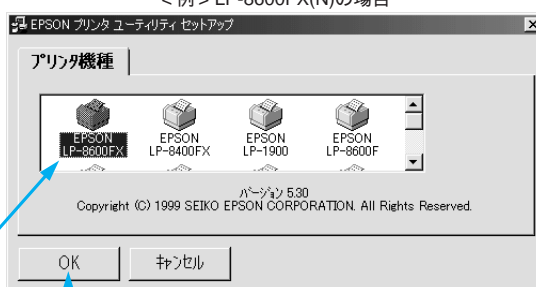 ＜例＞LP-8600FX(N)の場合
EPSON プリンタ ユーティリティ セットアップ
プリンタ機種
EPSON LP-8600FX
EPSON LP-8400FX
EPSON LP-1900
EPSON LP-8600F
バージョン 5.30
Copyright (C) 1999 SEIKO EPSON CORPORATION. All Rights Reserved.
OK
キャンセル